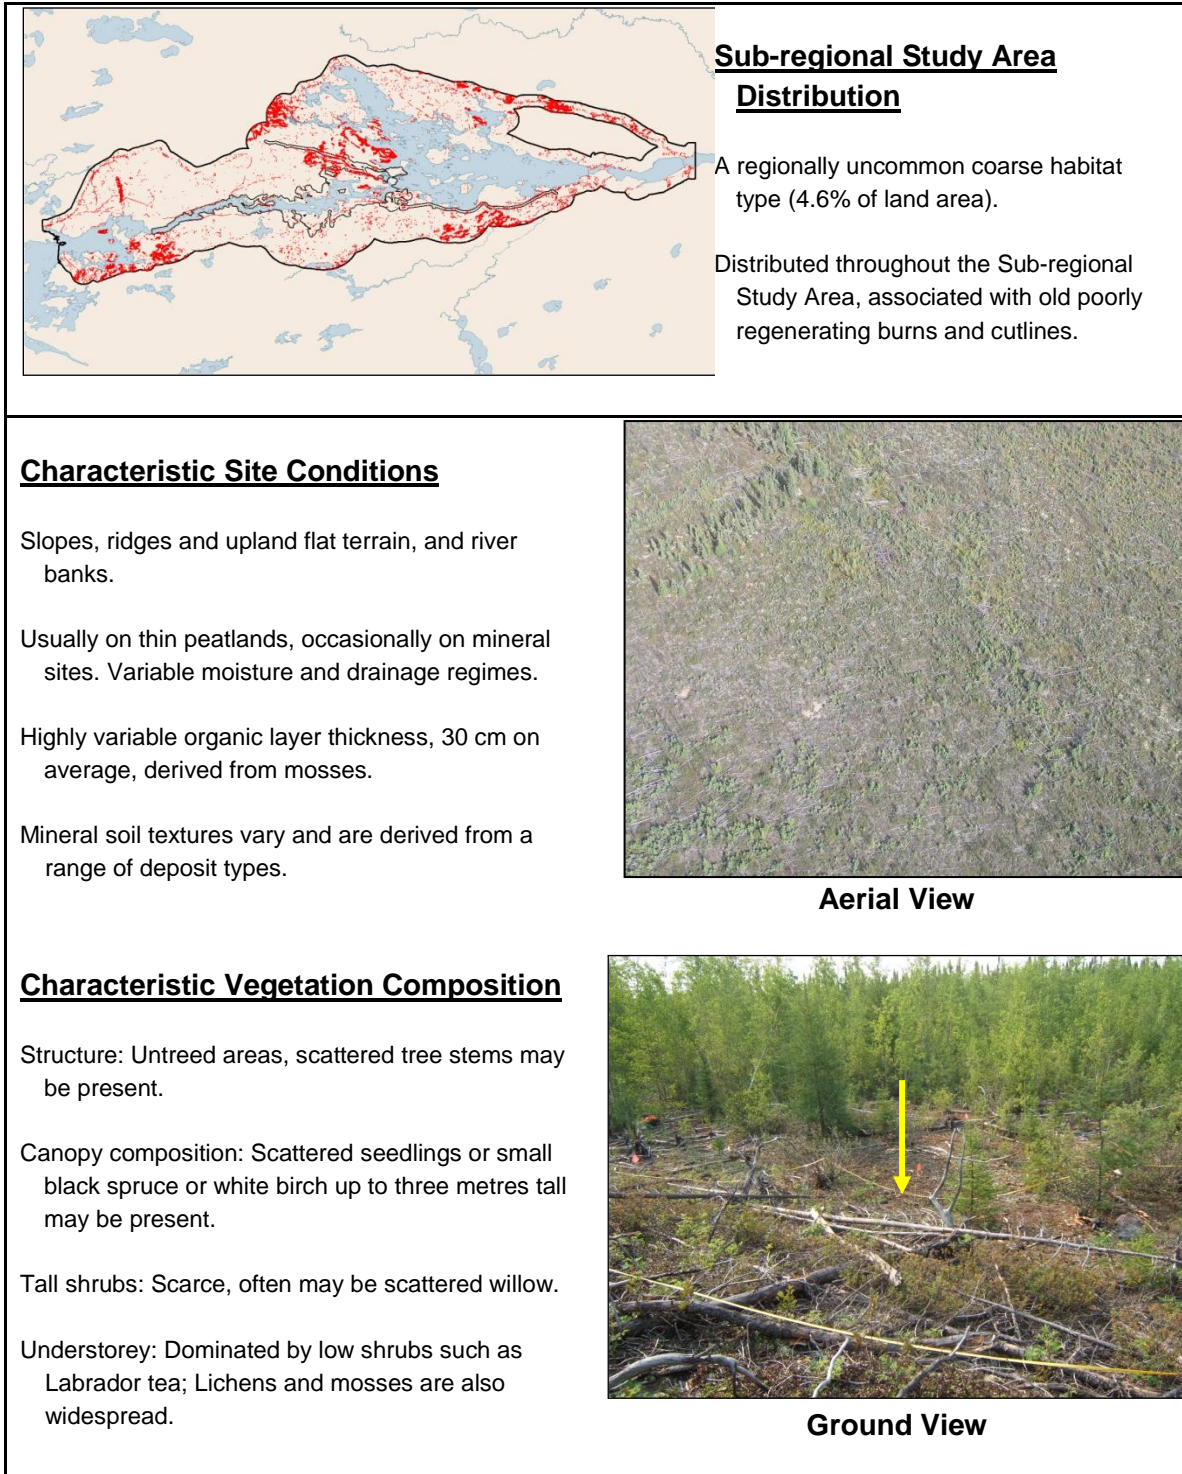 Sub-regional Study Area
Distribution
A regionally uncommon coarse habitat
type (4.6% of land area).
Distributed throughout the Sub-regional
Study Area, associated with old poorly
regenerating burns and cutlines.
Characteristic Site Conditions
Slopes, ridges and upland flat terrain, and river
banks.
Usually on thin peatlands, occasionally on mineral
sites. Variable moisture and drainage regimes.
Highly variable organic layer thickness, 30 cm on
average, derived from mosses.
Mineral soil textures vary and are derived from a
range of deposit types.
Aerial View
Characteristic Vegetation Composition
Structure: Untreed areas, scattered tree stems may
be present.
Canopy composition: Scattered seedlings or small
black spruce or white birch up to three metres tall
may be present.
Tall shrubs: Scarce, often may be scattered willow.
Understorey: Dominated by low shrubs such as
Labrador tea; Lichens and mosses are also
widespread.
Ground View